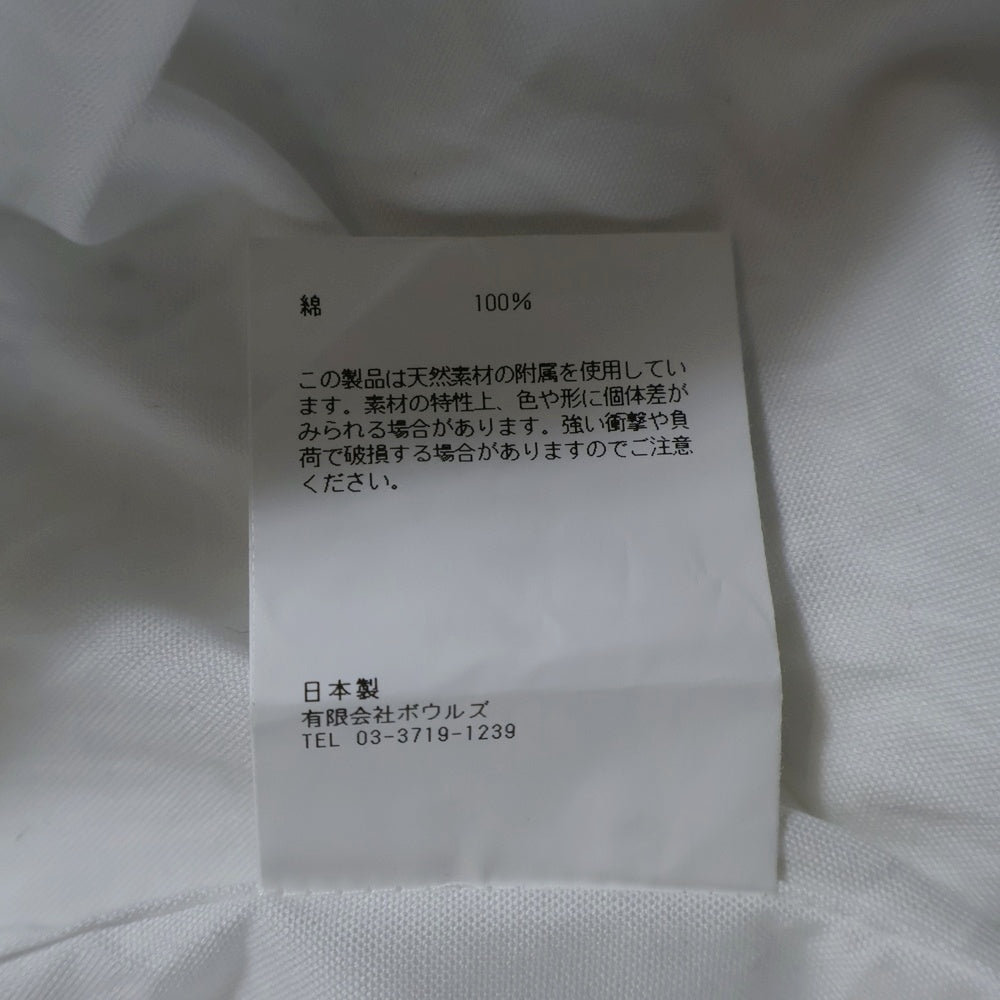 綿 100%
この製品は天然素材の附属を使用してい
ます。素材の特性上、色や形に個体差が
みられる場合があります。強い衝撃や負
荷で破損する場合がありますのでご注意
ください。
日本製
有限会社ボウルズ
TEL 03-3719-1239